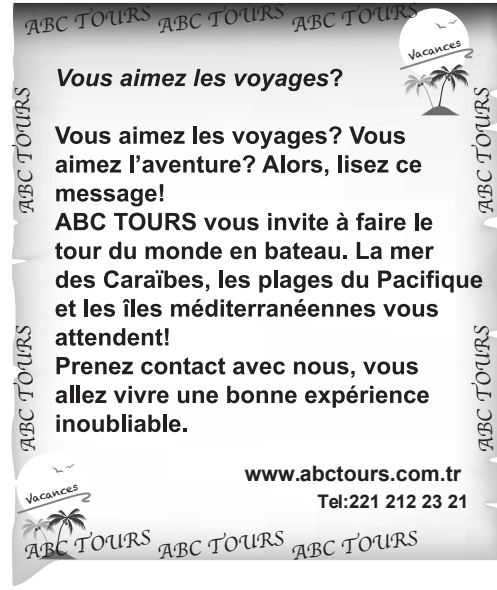 ABC TOURS ABC TOURS ABC TOURS
Vacances
Vous aimez les voyages?
ABC TOURS
ABC TOURS
Vous aimez les voyages? Vous
aimez l'aventure? Alors, lisez ce
message!
ABC TOURS vous invite à faire le
tour du monde en bateau. La mer
des Caraïbes, les plages du Pacifique
et les îles méditerranéennes vous
attendent!
Prenez contact avec nous, vous
allez vivre une bonne expérience
inoubliable.
ABC TOURS
ABC TOURS
www.abctours.com.tr
Tel:221 212 23 21
Vacances
ABC TOURS ABC TOURS ABC TOURS